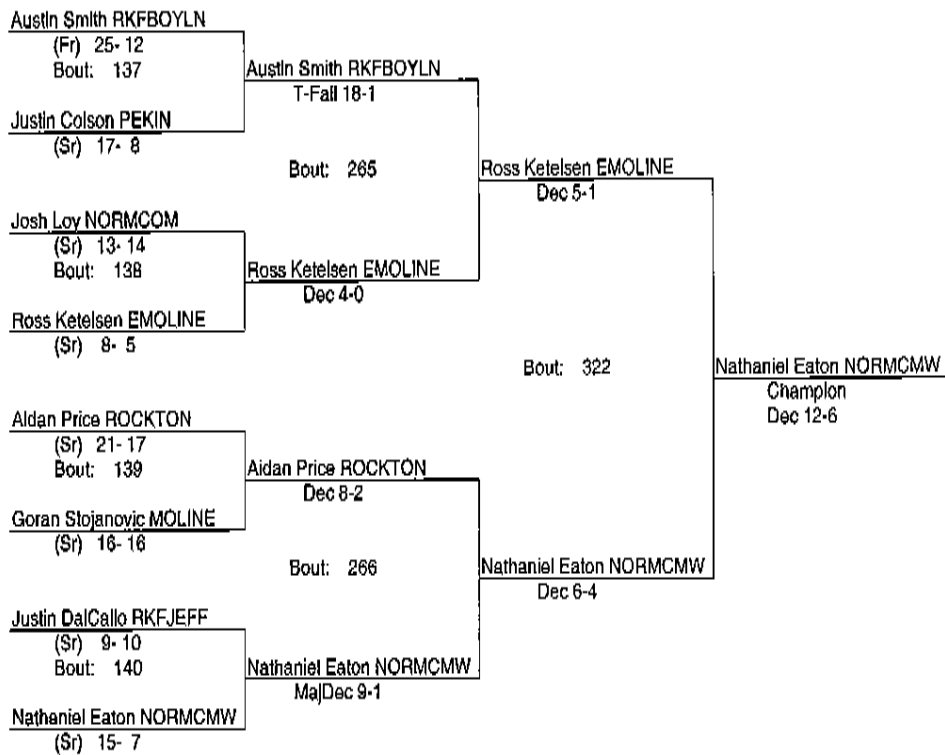 Austin Smith RKFBOYLN
(Fr) 25- 12
Bout: 137
Austin Smith RKFBOYLN
T-Fall 18-1
Justin Colson PEKIN
(Sr) 17- 8
Bout: 265
Ross Ketelsen EMOLINE
Dec 5-1
Josh Loy NORMCOM
(Sr) 13- 14
Bout: 138
Ross Ketelsen EMOLINE
Dec 4-0
Ross Ketelsen EMOLINE
(Sr) 8- 5
Bout: 322
Nathaniel Eaton NORMCMW
Champion
Dec 12-6
Aidan Price ROCKTON
(Sr) 21- 17
Bout: 139
Aidan Price ROCKTON
Dec 8-2
Goran Stojanovic MOLINE
(Sr) 16- 16
Bout: 266
Nathaniel Eaton NORMCMW
Dec 6-4
Justin DalCallo RKFJEFF
(Sr) 9- 10
Bout: 140
Nathaniel Eaton NORMCMW
MajDec 9-1
Nathaniel Eaton NORMCMW
(Sr) 15- 7